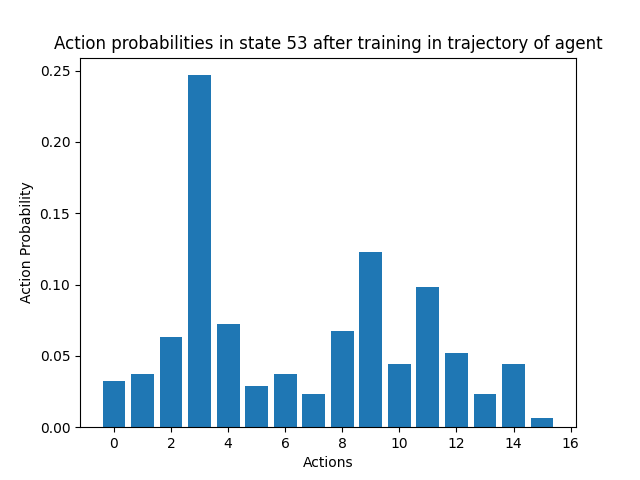 Action probabilities in state 53 after training in trajectory of agent
0.25
0.20
0.15
0.10
0.05
0.00
Action Probability
0 2 4 6 8 10 12 14 16
Actions